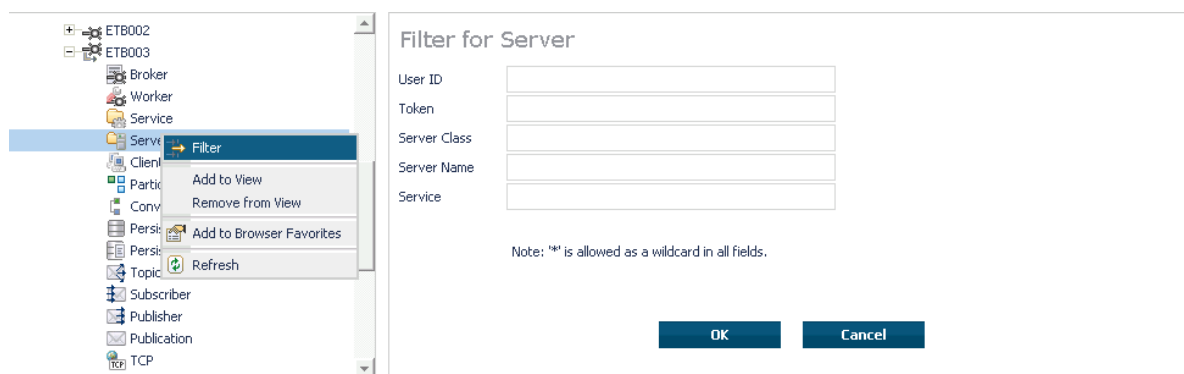 ETB002
ETB003
Broker
Worker
Service
Serve
Client
Partic
Conv
Persis
Persis
Topic
Subscriber
Publisher
Publication
TCP
TCP
Filter
Add to View
Remove from View
Add to Browser Favorites
Refresh
Filter for Server
User ID
Token
Server Class
Server Name
Service
Note: '*' is allowed as a wildcard in all fields.
OK
Cancel